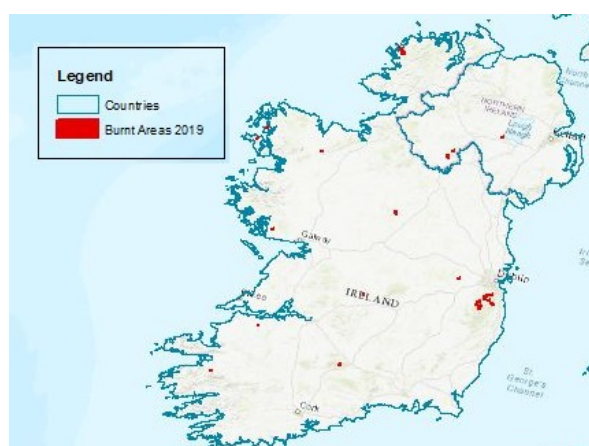 Legend
Countries
Burnt Areas 2019
North
Channel
NORTHERN
IRELAND
Lough
Neagh
Galway
Dublin
IRELAND
St.
George's
Channel
Cork